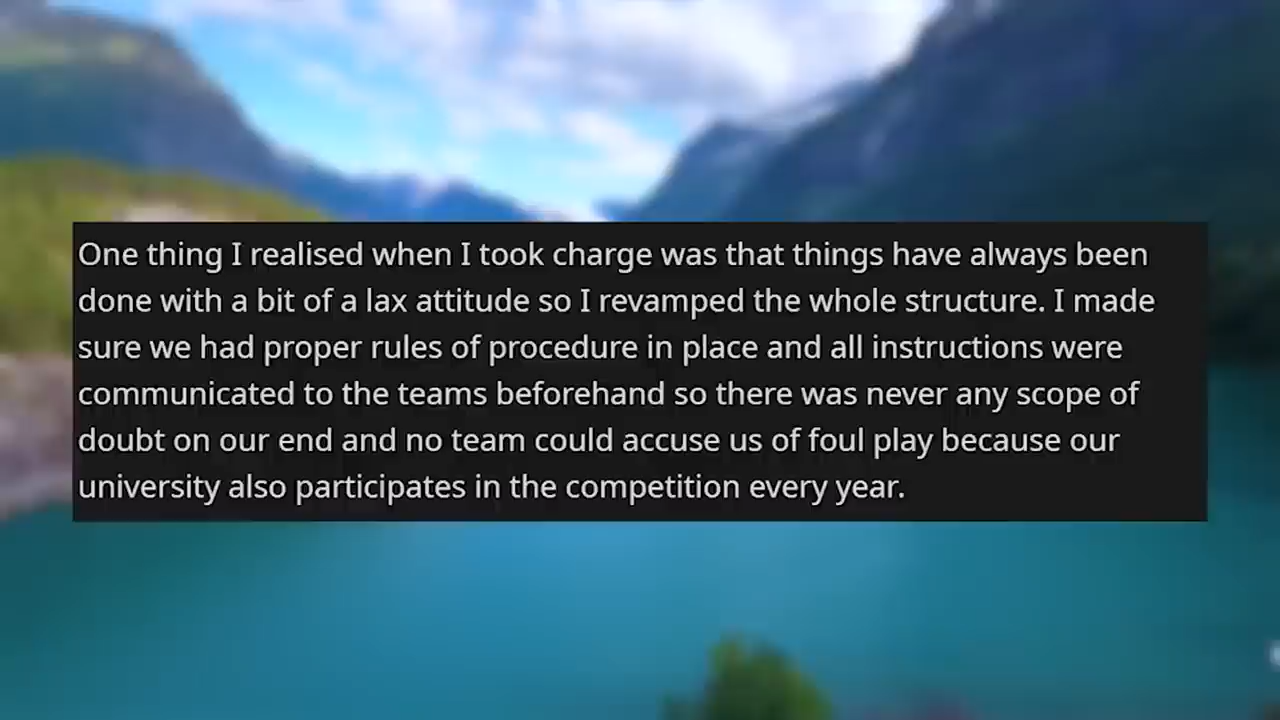 One thing I realised when I took charge was that things have always been
done with a bit of a lax attitude so I revamped the whole structure. I made
sure we had proper rules of procedure in place and all instructions were
communicated to the teams beforehand so there was never any scope of
doubt on our end and no team could accuse us of foul play because our
university also participates in the competition every year.